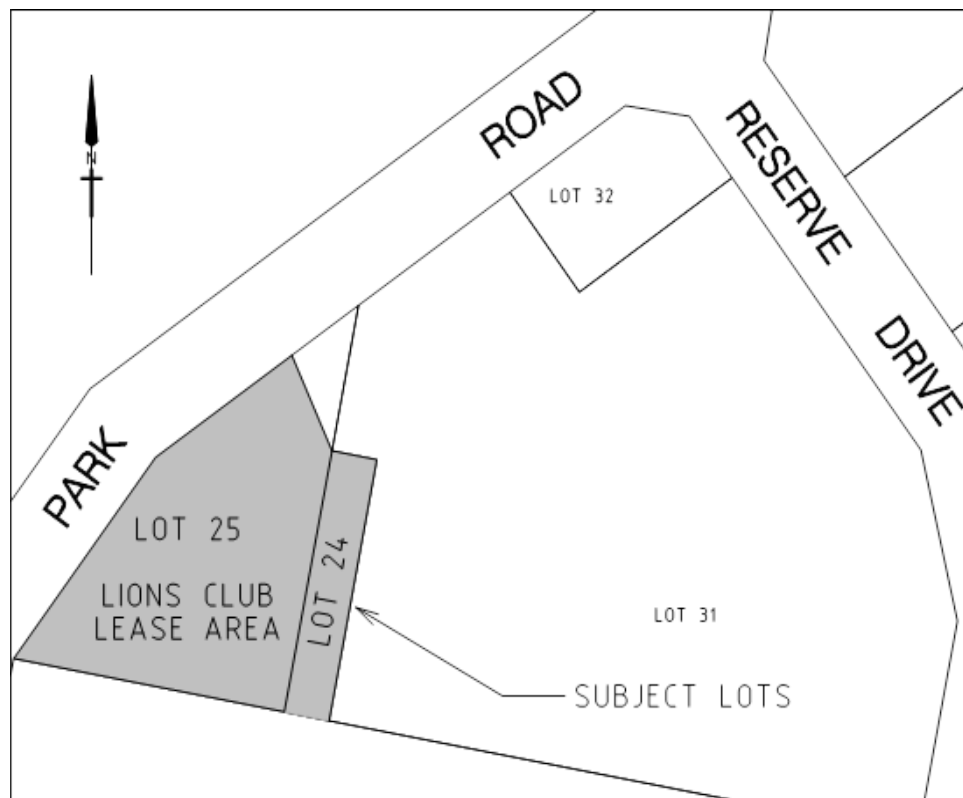 ROAD
RESERVE
LOT 32
N
DRIVE
PARK
LOT 25
LOT 24
LIONS CLUB
LEASE AREA
LOT 31
SUBJECT LOTS